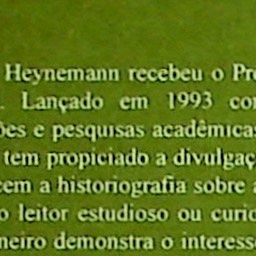 Heynemann recebeu o Pr
. Lançado em 1993 co
ões e pesquisas acadêmicas
tem propiciado a divulgaç
cem a historiografia sobre a
o leitor estudioso ou curio
neiro demonstra o interess